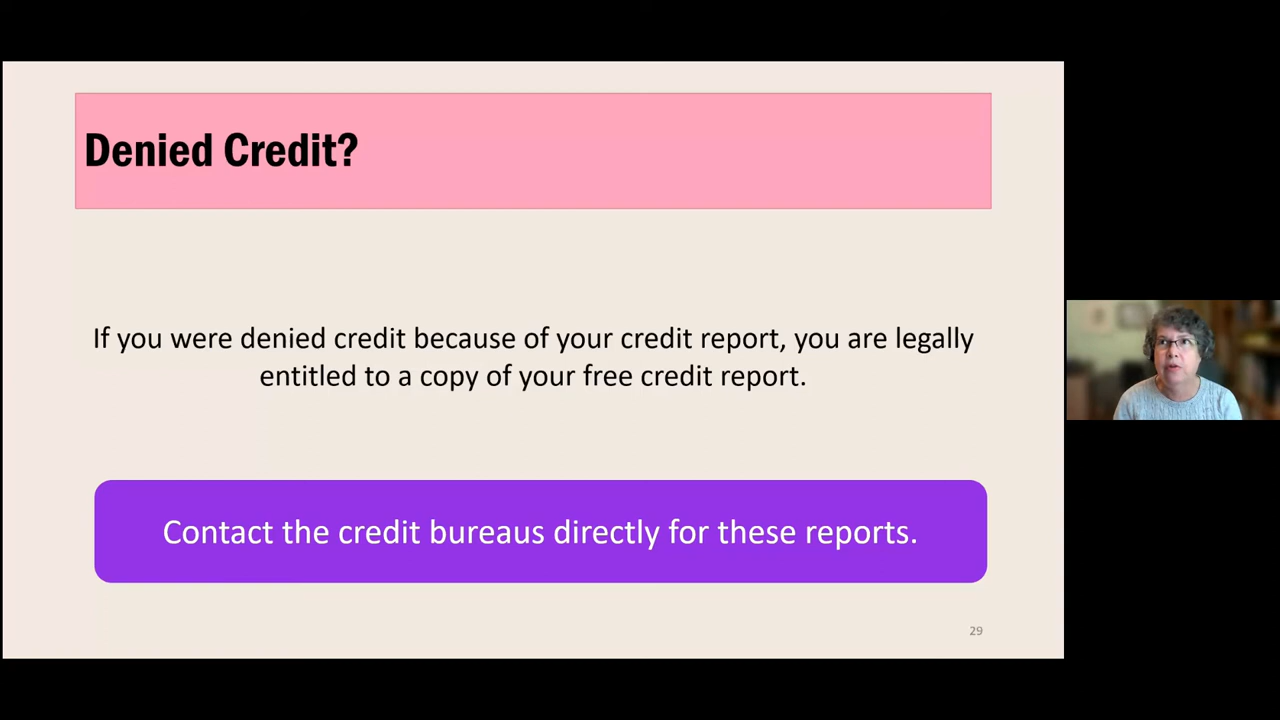 Denied Credit?
If you were denied credit because of your credit report, you are legally
entitled to a copy of your free credit report.
Contact the credit bureaus directly for these reports.
29